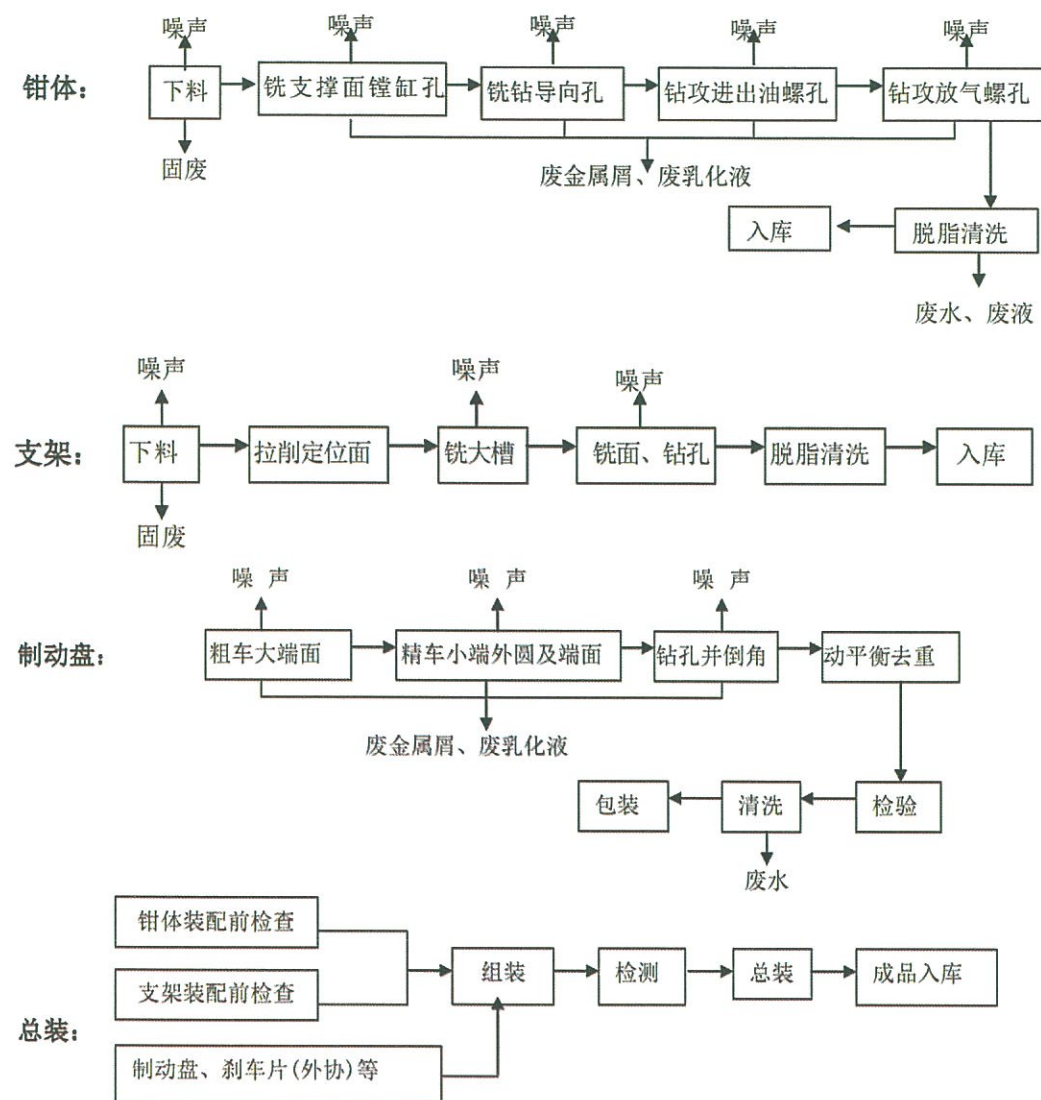 噪声 噪声 噪声 噪声 噪声
钳体： 下料 铣支撑面镗缸孔 铣钻导向孔 钻攻进出油螺孔 钻攻放气螺孔
固废 废金属屑、废乳化液
入库 脱脂清洗
废水、废液
噪声 噪声 噪声
支架： 下料 拉削定位面 铣大槽 铣面、钻孔 脱脂清洗 入库
固废
噪 声 噪 声 噪 声
制动盘： 粗车大端面 精车小端外圆及端面 钻孔并倒角 动平衡去重
废金属屑、废乳化液
包装 清洗 检验
废水
钳体装配前检查
组装 检测 总装 成品入库
支架装配前检查
总装：
制动盘、刹车片(外协)等